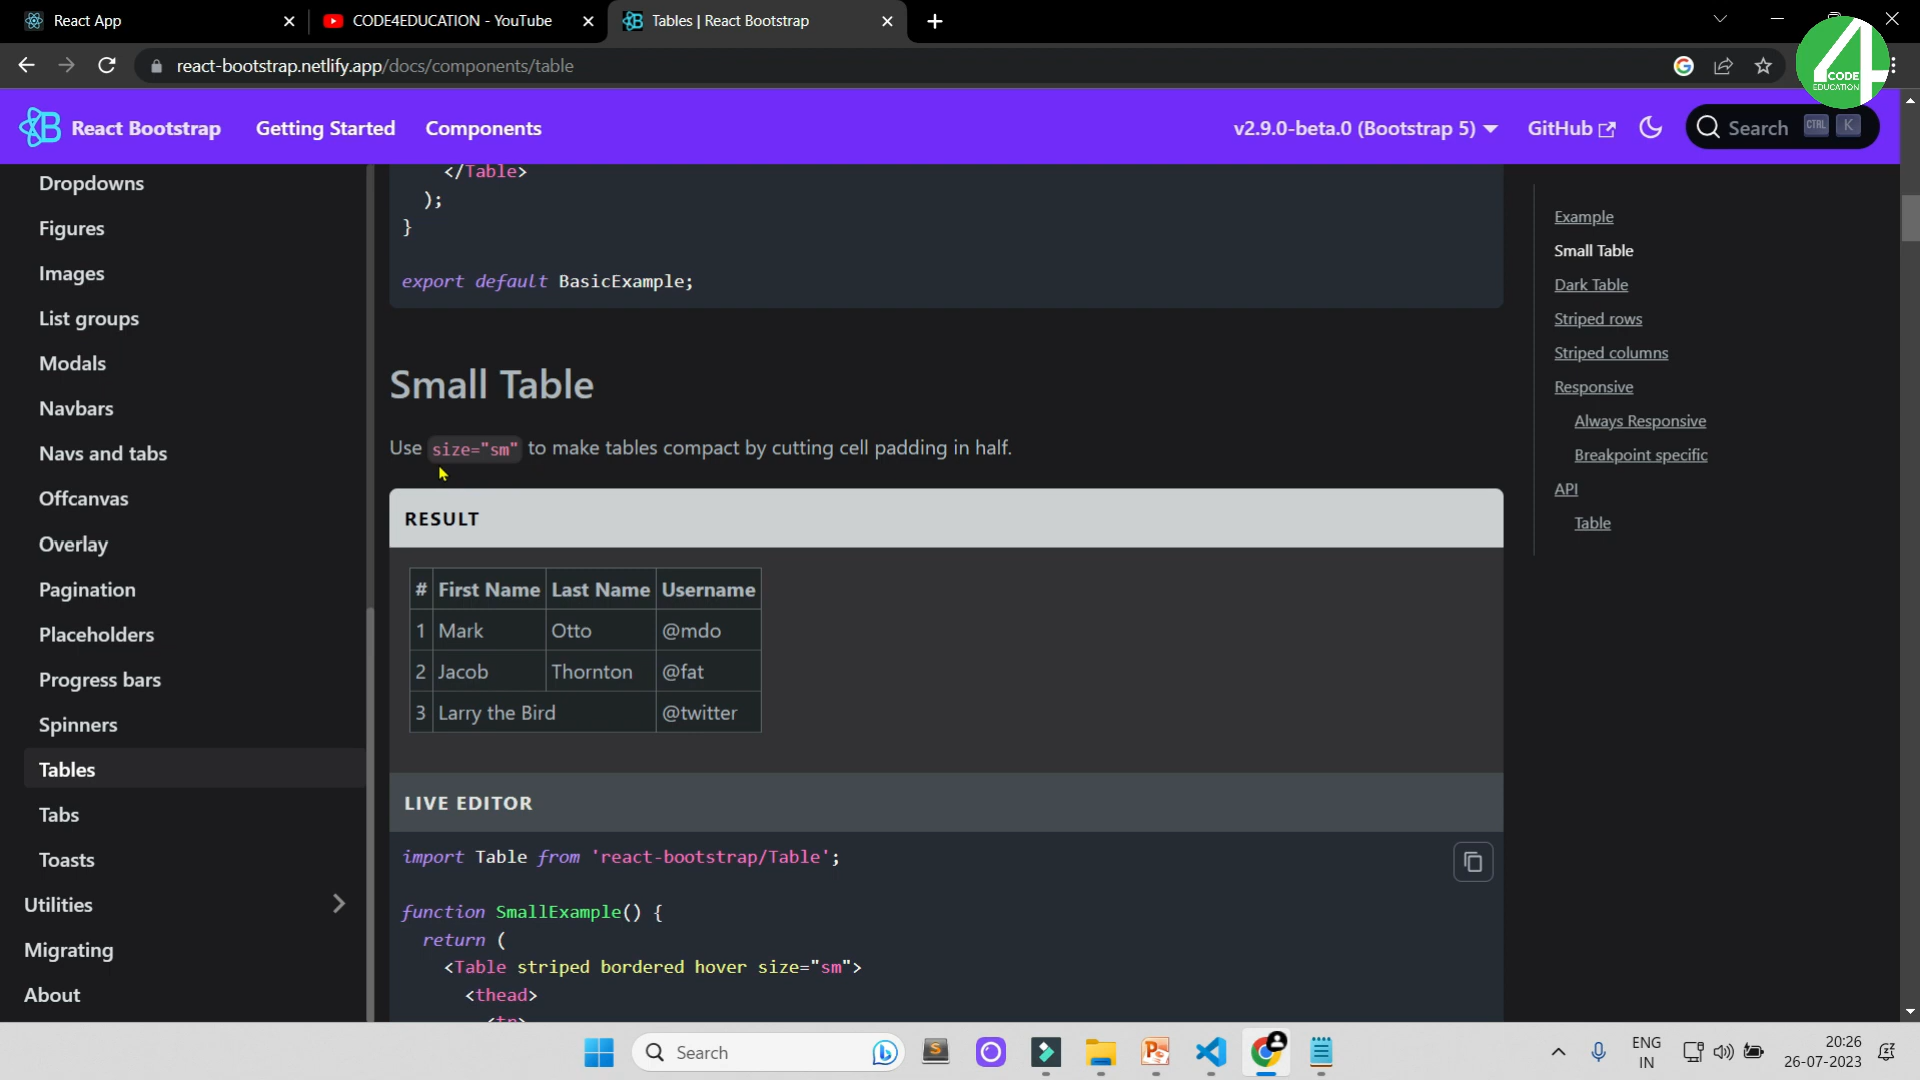 React App
CODE4EDUCATION - YouTube
Tables | React Bootstrap
react-bootstrap.netlify.app/docs/components/table
4
CODE
EDUCATION
React Bootstrap
Getting Started
Components
v2.9.0-beta.0 (Bootstrap 5)
GitHub
Search
CTRL
K
Dropdowns
Figures
Images
List groups
Modals
Navbars
Navs and tabs
Offcanvas
Overlay
Pagination
Placeholders
Progress bars
Spinners
Tables
Tabs
Toasts
Utilities
Migrating
About
</Table>
);
}
export default BasicExample;
Small Table
Use size="sm" to make tables compact by cutting cell padding in half.
RESULT
# First Name Last Name Username
1 Mark Otto @mdo
2 Jacob Thornton @fat
3 Larry the Bird @twitter
LIVE EDITOR
import Table from 'react-bootstrap/Table';
function SmallExample() {
return (
<Table striped bordered hover size="sm">
<thead>
<tr>
Example
Small Table
Dark Table
Striped rows
Striped columns
Responsive
Always Responsive
Breakpoint specific
API
Table
Search
ENG
IN
20:26
26-07-2023